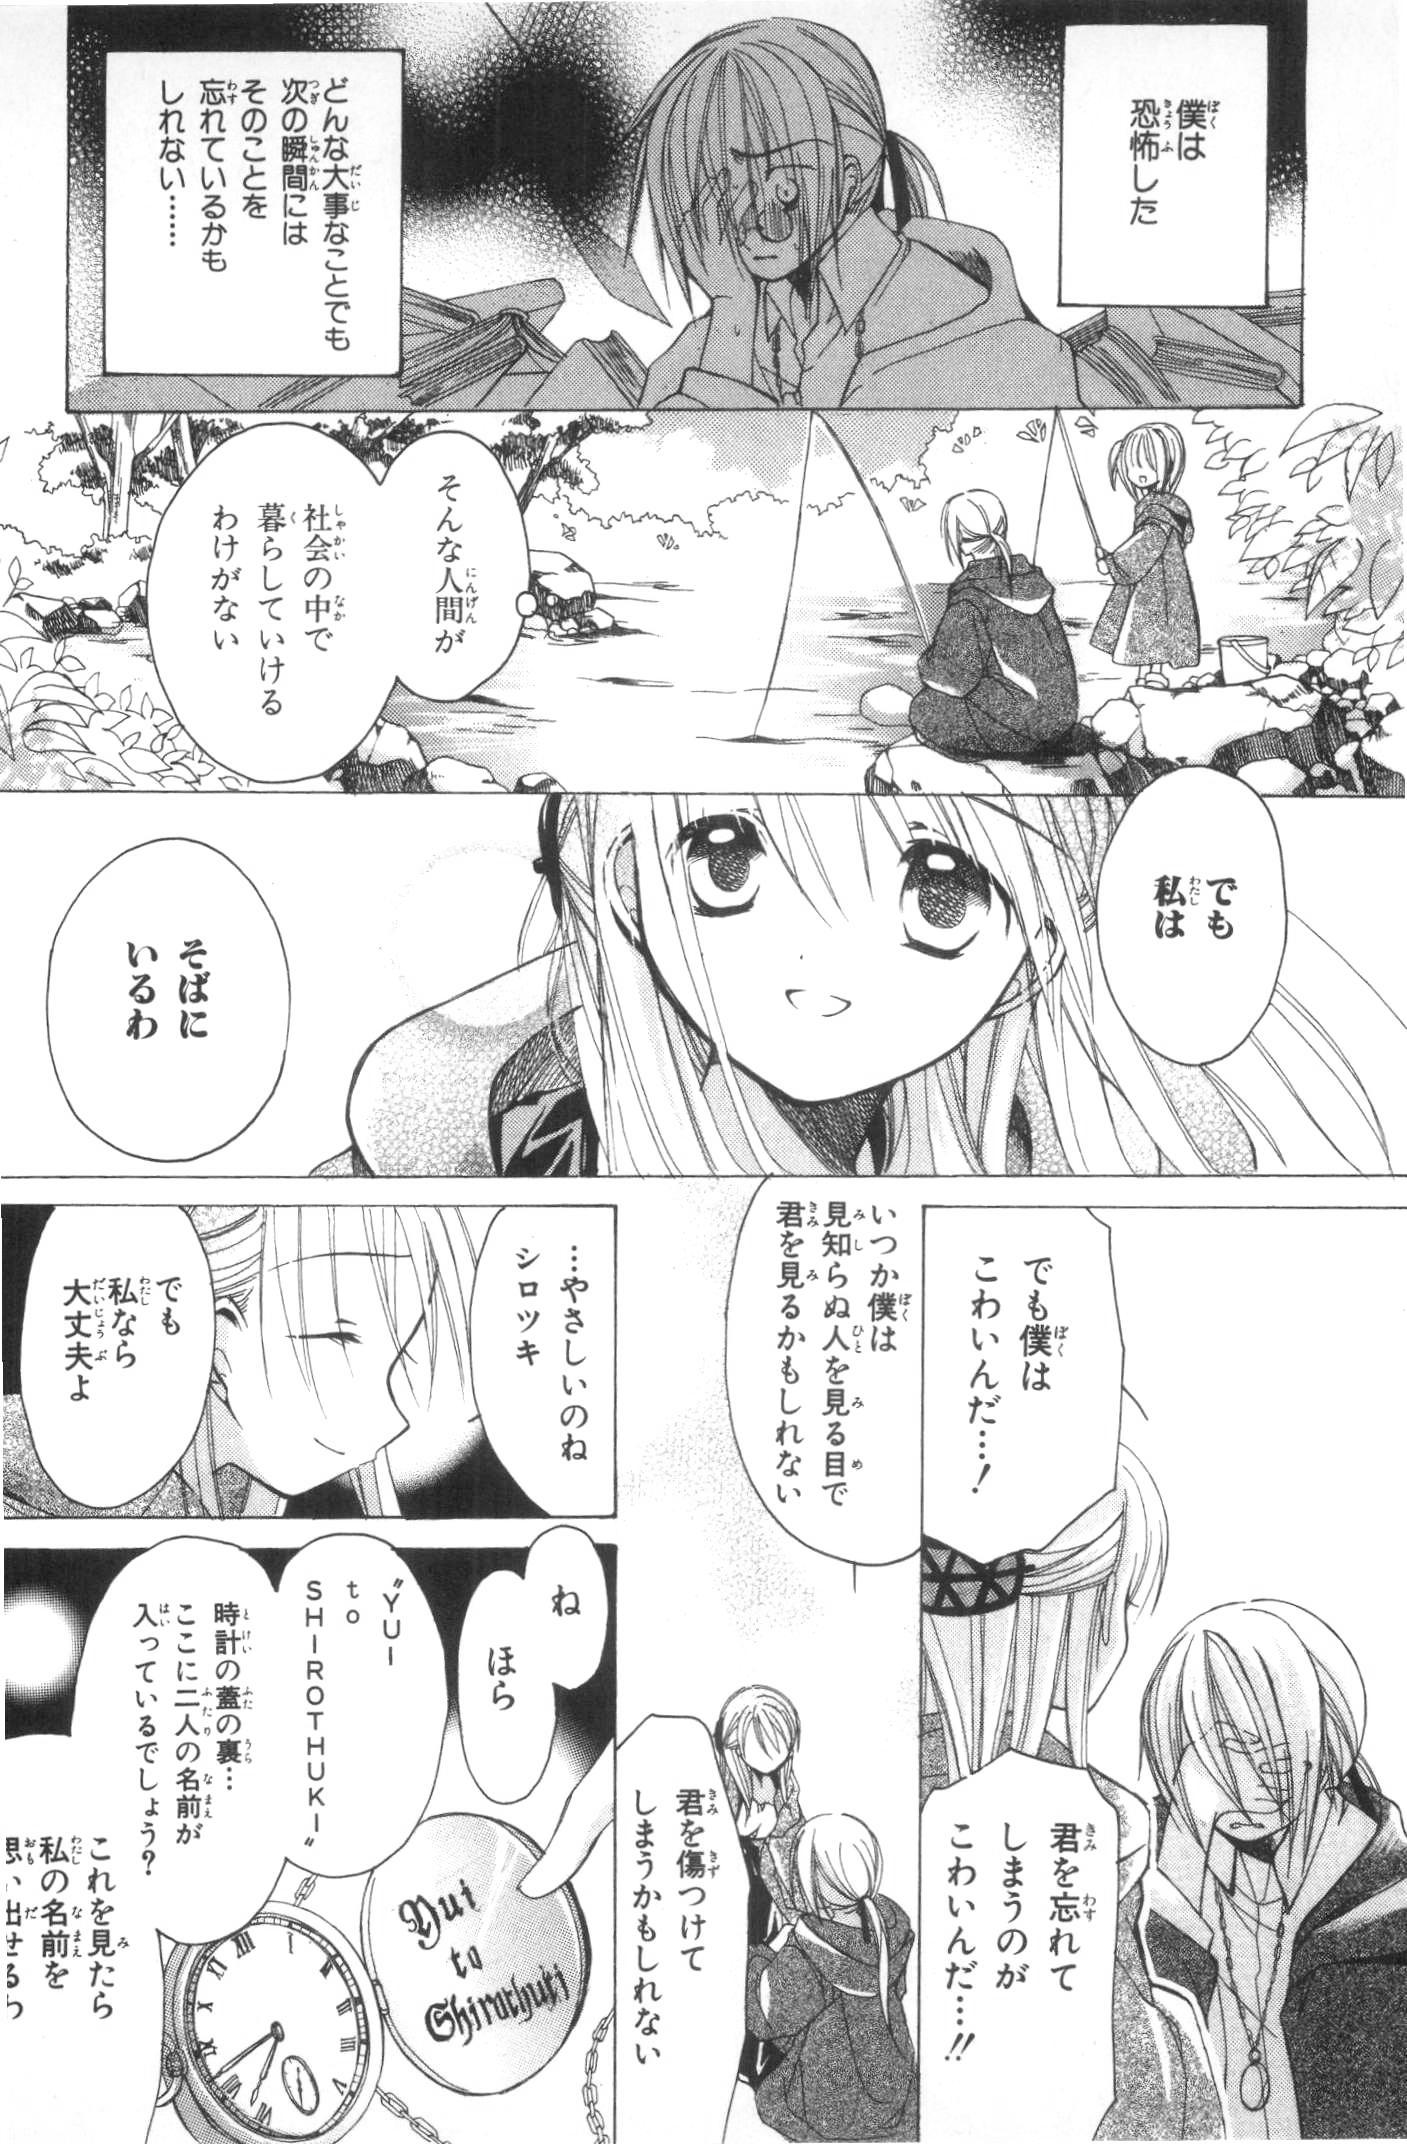 僕は
恐怖した
どんな大事なことでも
次の瞬間には
そのことを
忘れているかも
しれない……
そんな人間が
社会の中で
暮らしていける
わけがない
でも
私は
そばに
いるわ
でも僕は
こわいんだ…!
いつか僕は
見知らぬ人を見る目で
君を見るかもしれない
君を忘れて
しまうのが
こわいんだ…!!
君を傷つけて
しまうかもしれない
…やさしいのね
シロツキ
でも
私なら
大丈夫よ
ね
ほら
"YUI
to
SHIROTHUKI"
時計の蓋の裏…
ここに二人の名前が
入っているでしょう?
Yui
to
Shirothuki
これを見たら
私の名前を
思い出せるわ